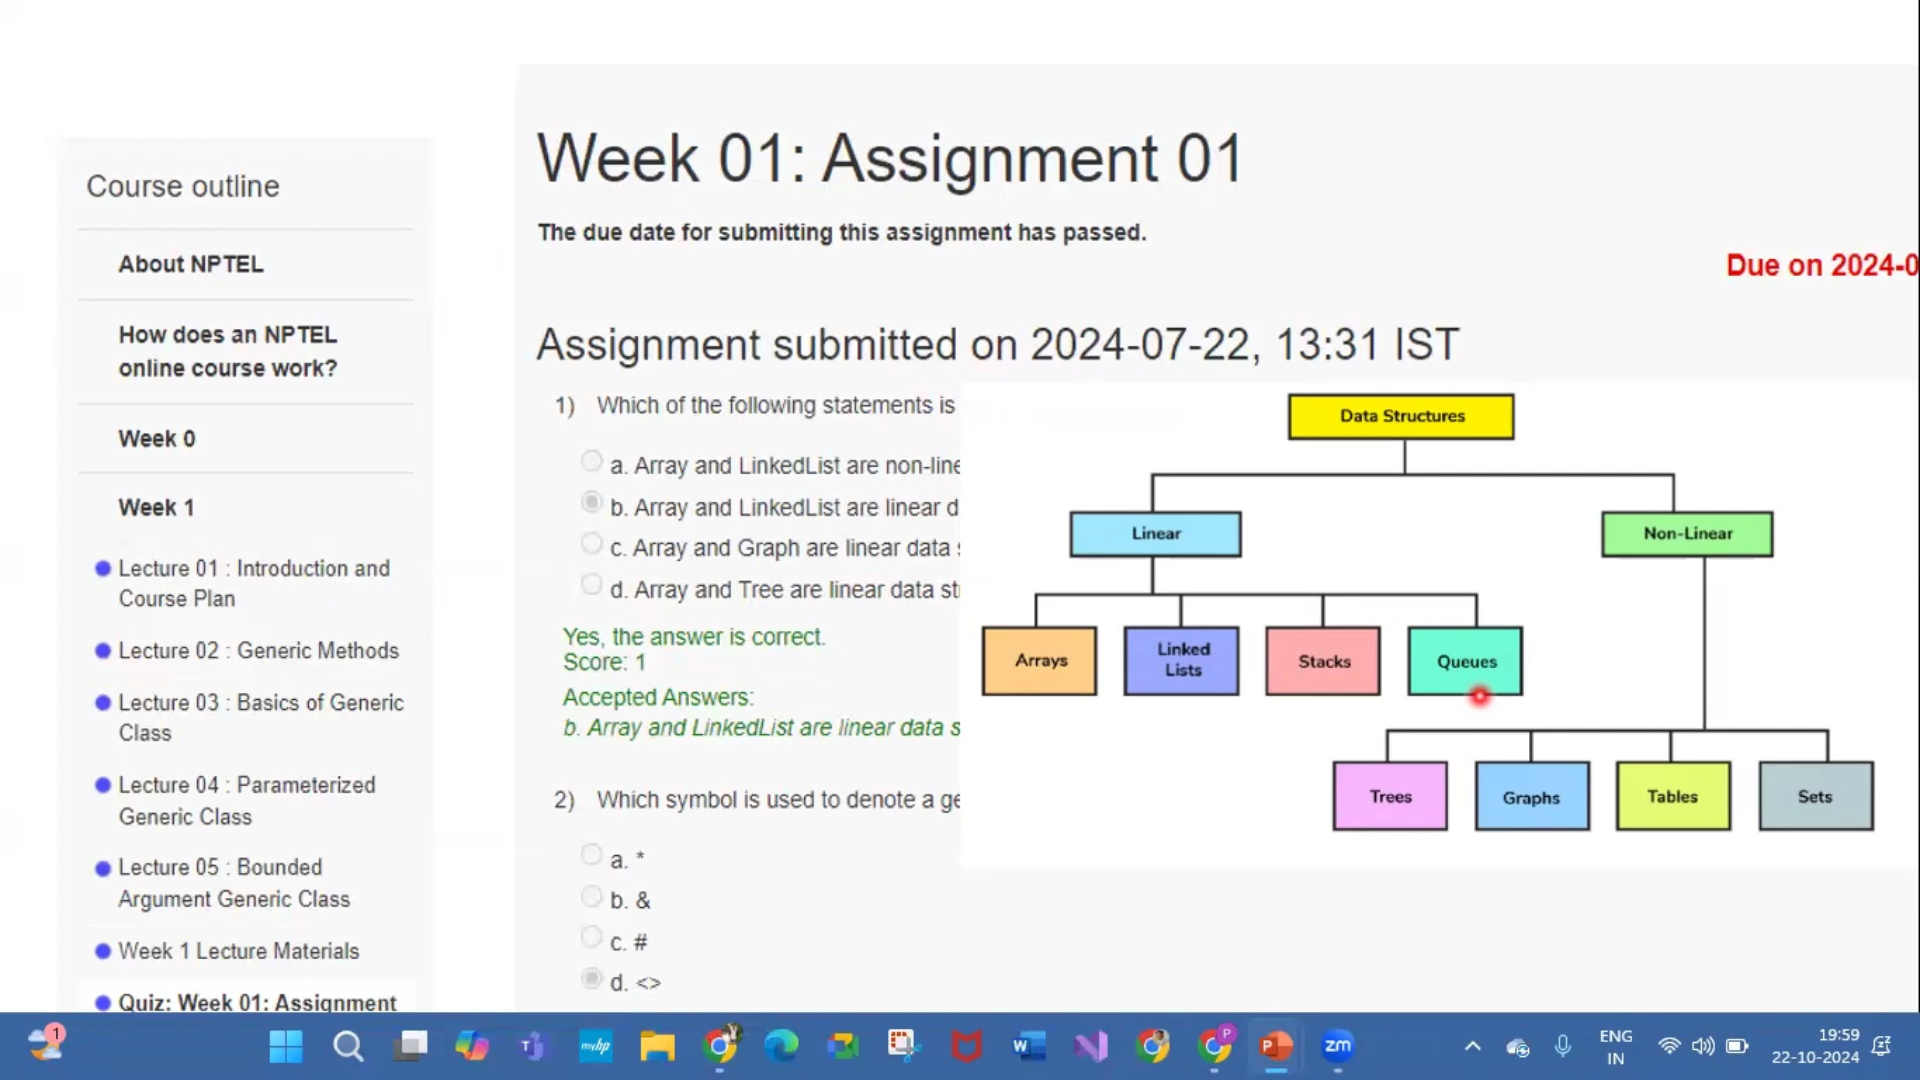 Course outline
About NPTEL
How does an NPTEL
online course work?
Week 0
Week 1
Lecture 01 : Introduction and
Course Plan
Lecture 02 : Generic Methods
Lecture 03 : Basics of Generic
Class
Lecture 04 : Parameterized
Generic Class
Lecture 05 : Bounded
Argument Generic Class
Week 1 Lecture Materials
Quiz: Week 01: Assignment
Week 01: Assignment 01
The due date for submitting this assignment has passed.
Due on 2024-0
Assignment submitted on 2024-07-22, 13:31 IST
1) Which of the following statements is
a. Array and LinkedList are non-line
b. Array and LinkedList are linear d
c. Array and Graph are linear data s
d. Array and Tree are linear data st
Yes, the answer is correct.
Score: 1
Accepted Answers:
b. Array and LinkedList are linear data s
2) Which symbol is used to denote a ge
a. *
b. &
c. #
d. <>
Data Structures
Linear
Non-Linear
Arrays
Linked
Lists
Stacks
Queues
Trees
Graphs
Tables
Sets
1
myhp
W
P
P
zm
ENG
IN
19:59
22-10-2024